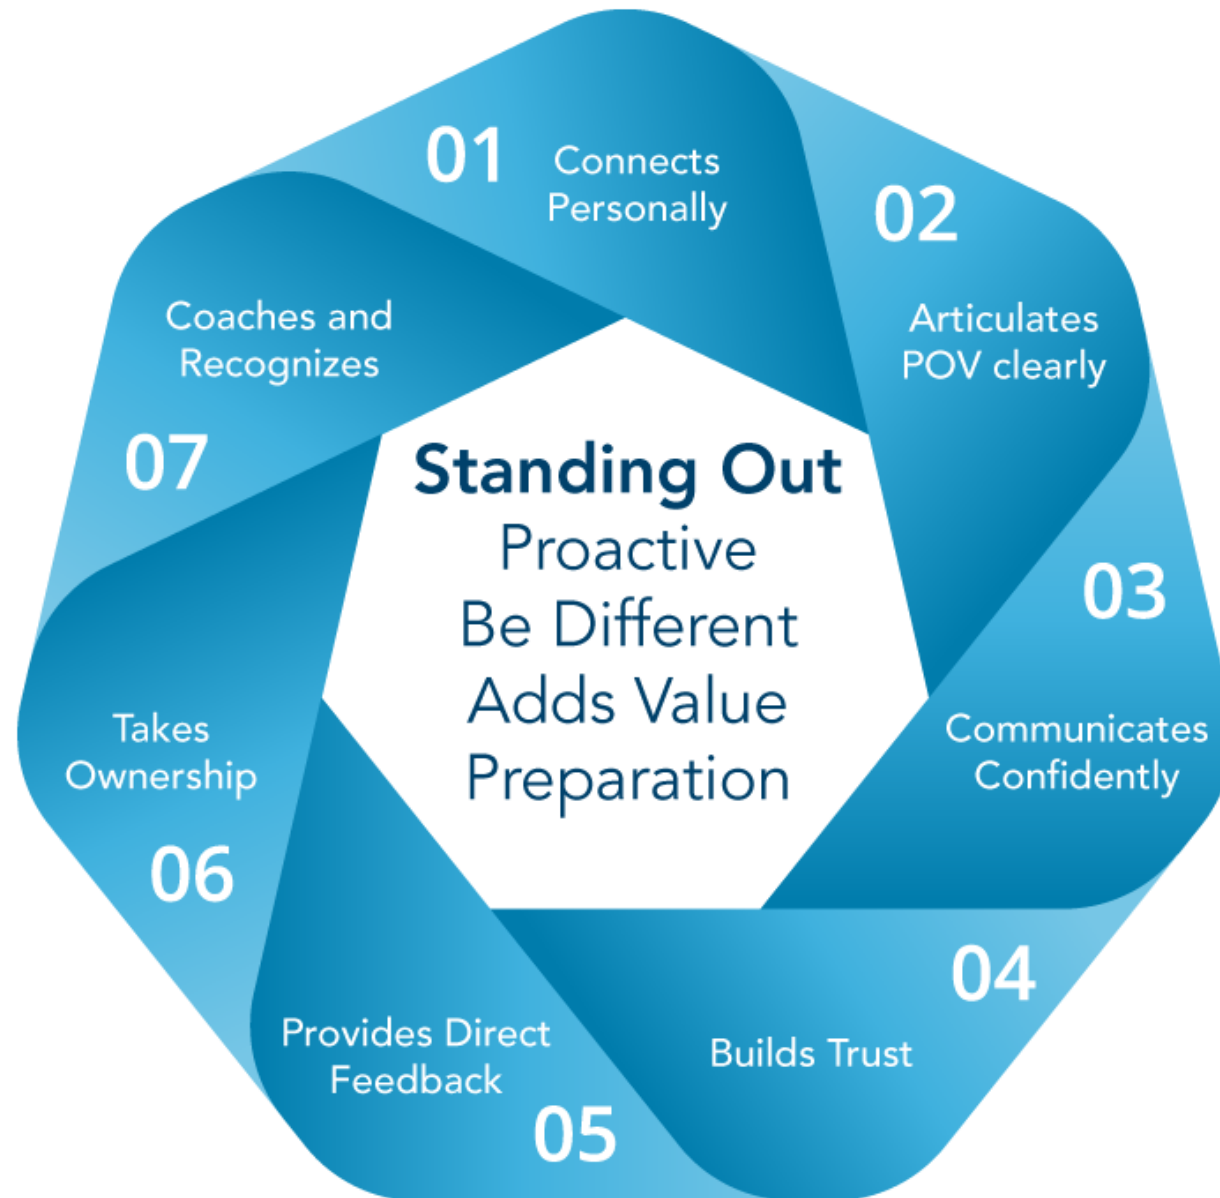 01
Connects
Personally
02
Articulates
POV clearly
03
Communicates
Confidently
04
Builds Trust
05
Provides Direct
Feedback
06
Takes
Ownership
07
Coaches and
Recognizes
Standing Out
Proactive
Be Different
Adds Value
Preparation